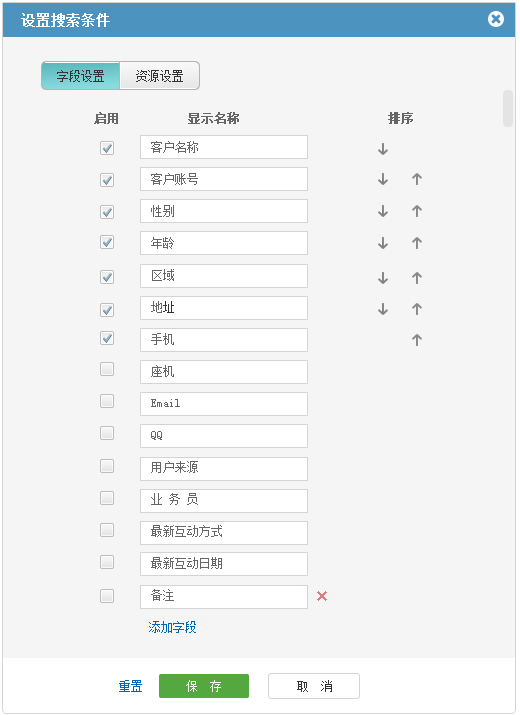 设置搜索条件
字段设置 资源设置
启用 显示名称 排序
客户名称
客户账号
性别
年龄
区域
地址
手机
座机
Email
QQ
用户来源
业 务 员
最新互动方式
最新互动日期
备注
添加字段
重置 保 存 取 消